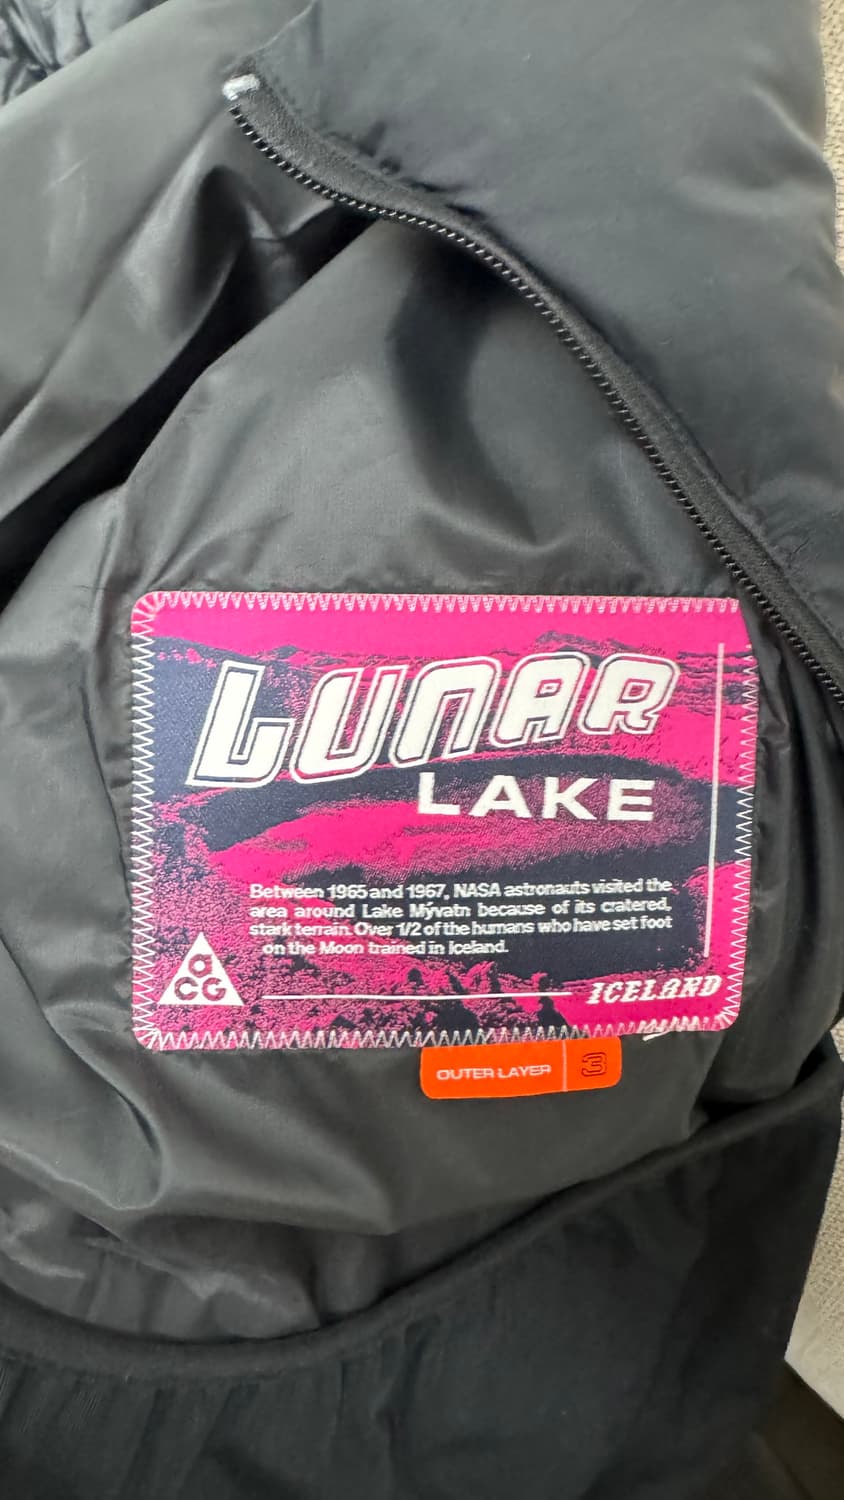 LUNAR
LAKE
Between 1965 and 1967, NASA astronauts visited the
area around Lake Mývatn because of its cratered,
stark terrain. Over 1/2 of the humans who have set foot
on the Moon trained in Iceland.
aCG
ICELAND
OUTER LAYER 3